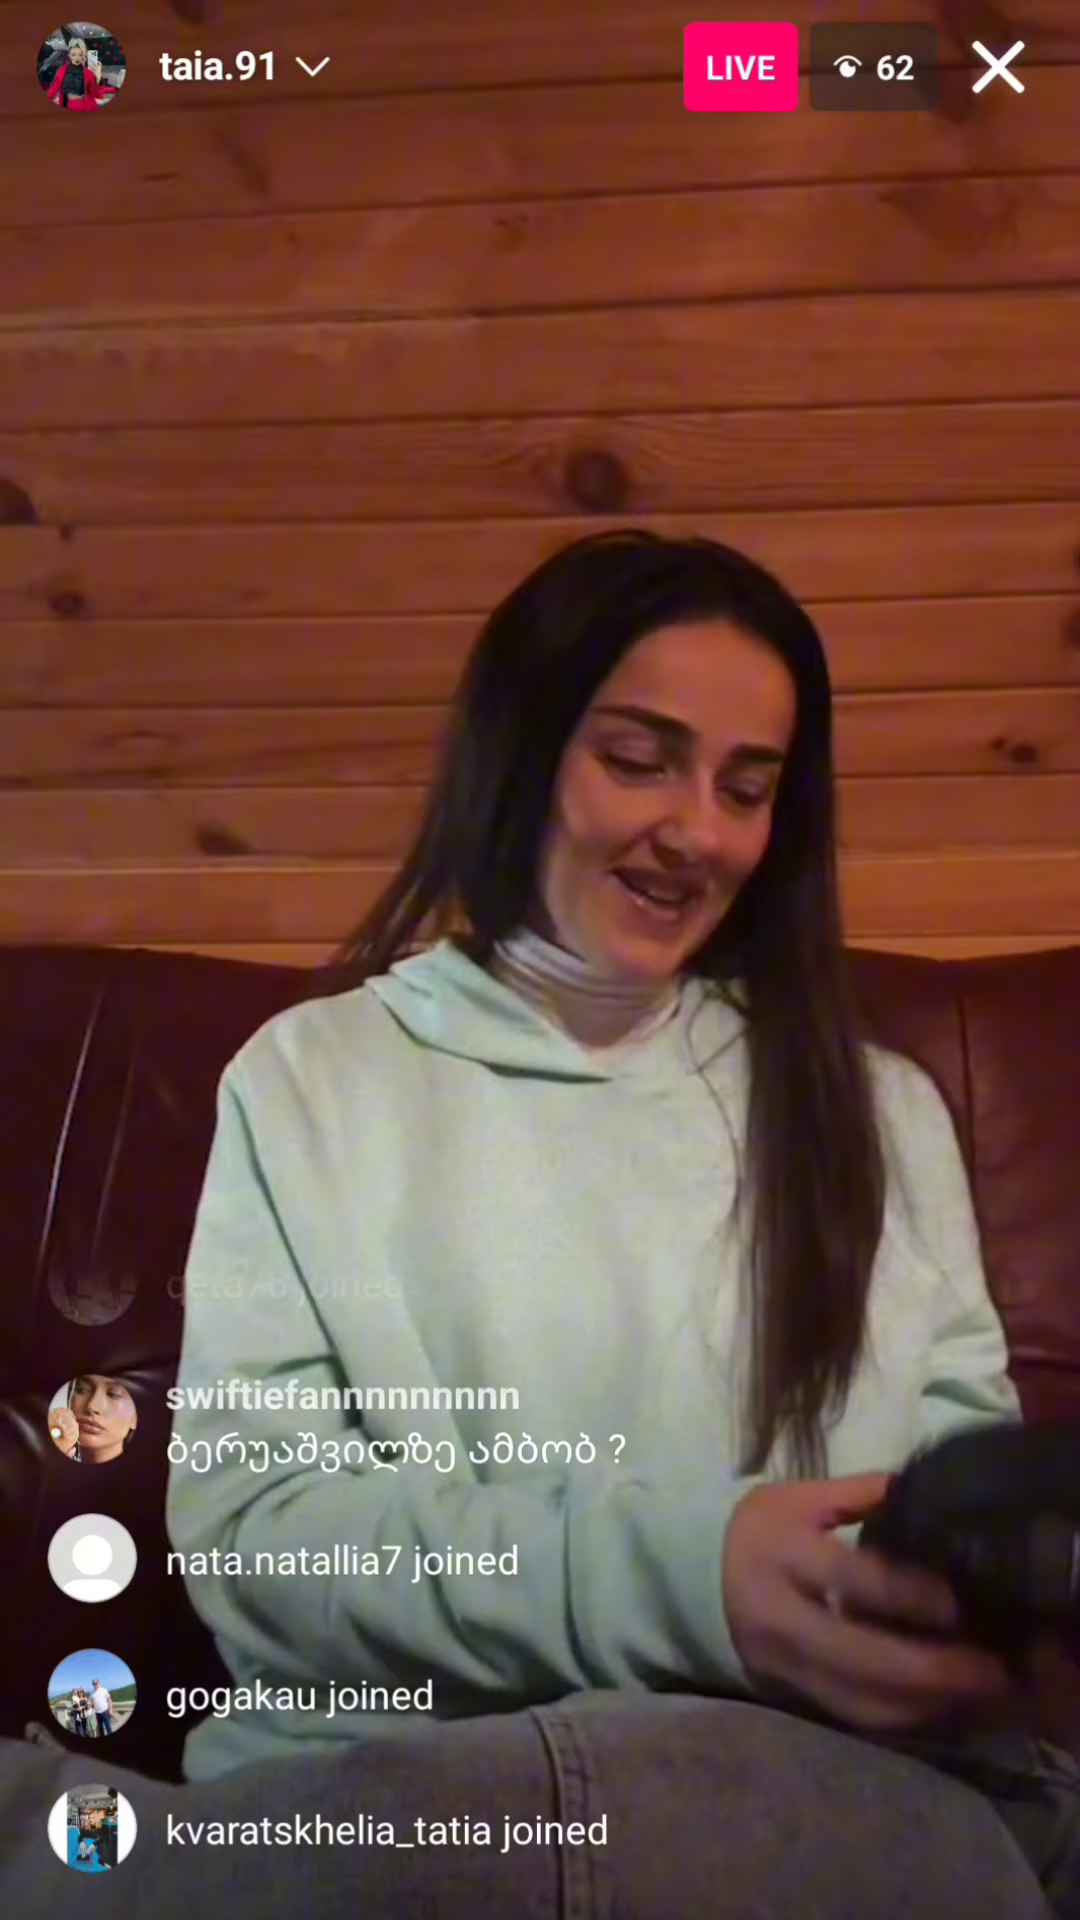 taia.91
LIVE
62
swiftiefannnnnnnnn
ბერუაშვილზე ამბობ ?
nata.natallia7 joined
gogakau joined
kvaratskhelia_tatia joined